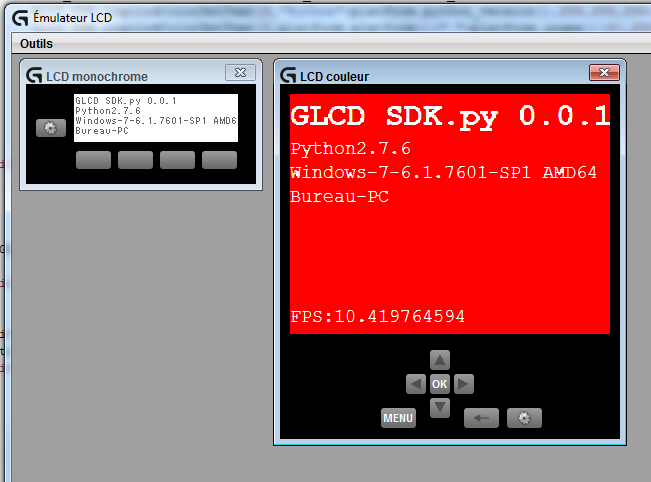 Émulateur LCD
Outils
LCD monochrome
GLCD SDK.py 0.0.1
Python2.7.6
Windows-7-6.1.7601-SP1 AMD6
Bureau-PC
LCD couleur
GLCD SDK.py 0.0.1
Python2.7.6
Windows-7-6.1.7601-SP1 AMD64
Bureau-PC
FPS:10.419764594
OK
MENU